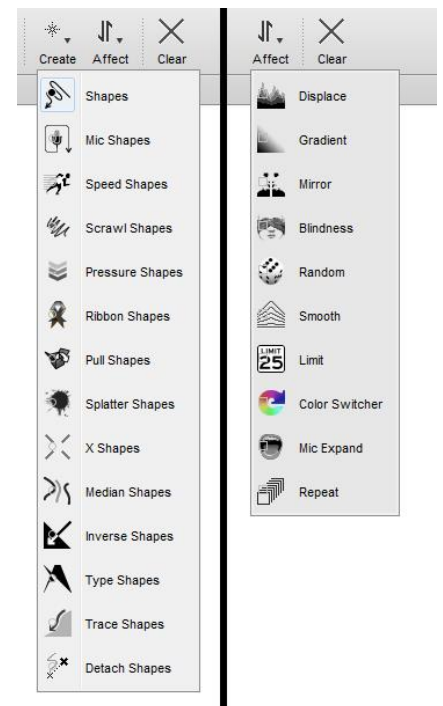 Create Affect Clear
Shapes
Mic Shapes
Speed Shapes
Scrawl Shapes
Pressure Shapes
Ribbon Shapes
Pull Shapes
Splatter Shapes
X Shapes
Median Shapes
Inverse Shapes
Type Shapes
Trace Shapes
Detach Shapes
Affect Clear
Displace
Gradient
Mirror
Blindness
Random
Smooth
LIMIT
25
Limit
Color Switcher
Mic Expand
Repeat